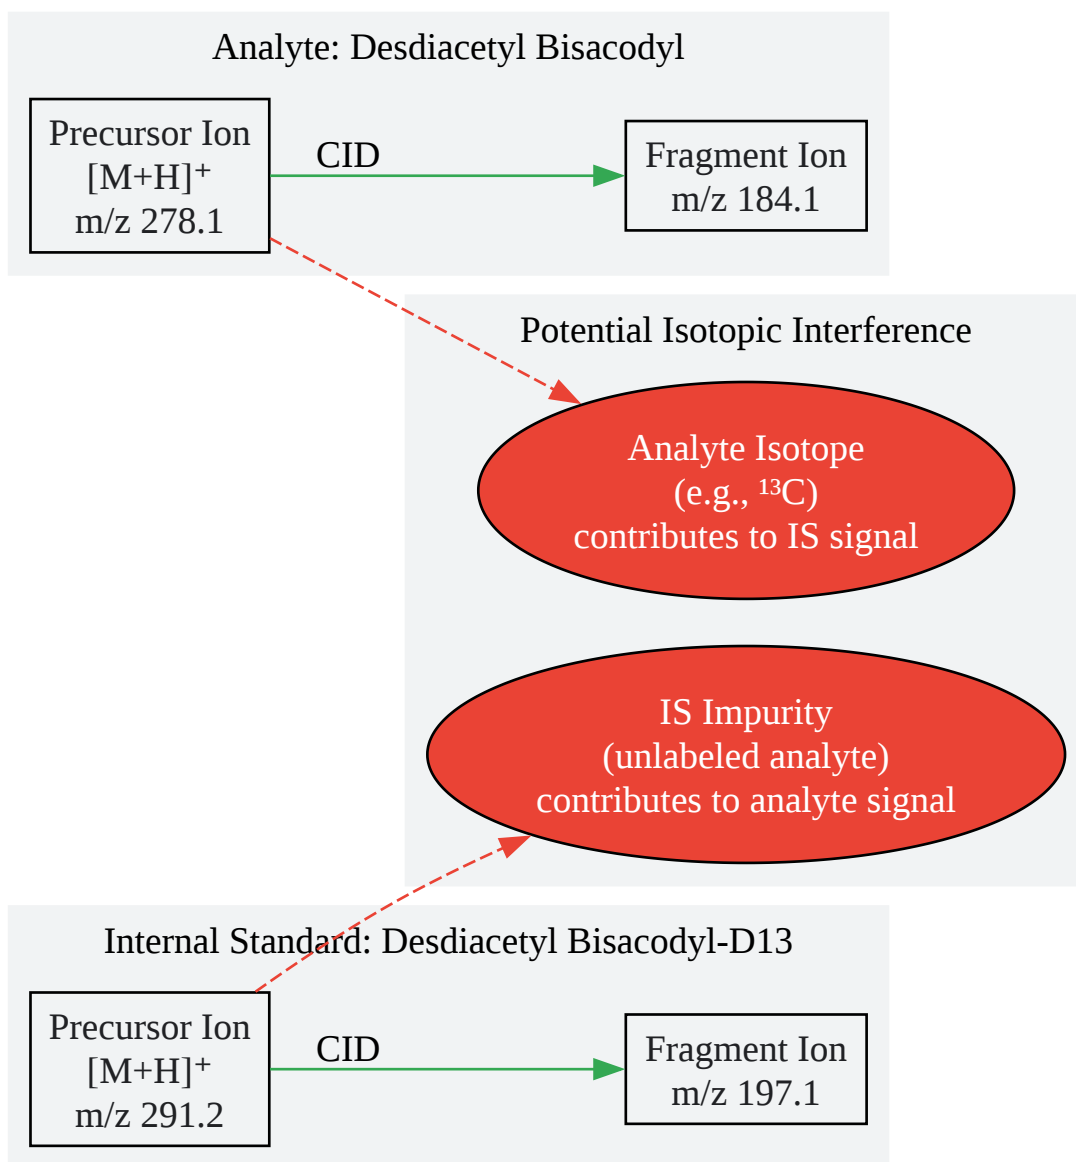 Analyte: Desdiacetyl Bisacodyl
Precursor Ion
[M+H]⁺
m/z 278.1
CID
Fragment Ion
m/z 184.1
Potential Isotopic Interference
Analyte Isotope
(e.g., ¹³C)
contributes to IS signal
IS Impurity
(unlabeled analyte)
contributes to analyte signal
Internal Standard: Desdiacetyl Bisacodyl-D13
Precursor Ion
[M+H]⁺
m/z 291.2
CID
Fragment Ion
m/z 197.1